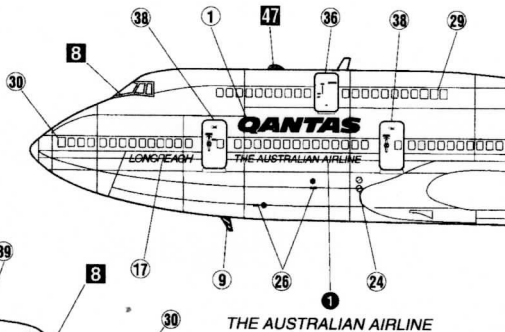 38 1 47 36 38 29
8
30
QANTAS
LONGREACH THE AUSTRALIAN AIRLINE
17 9 26 24
8 1
30
THE AUSTRALIAN AIRLINE